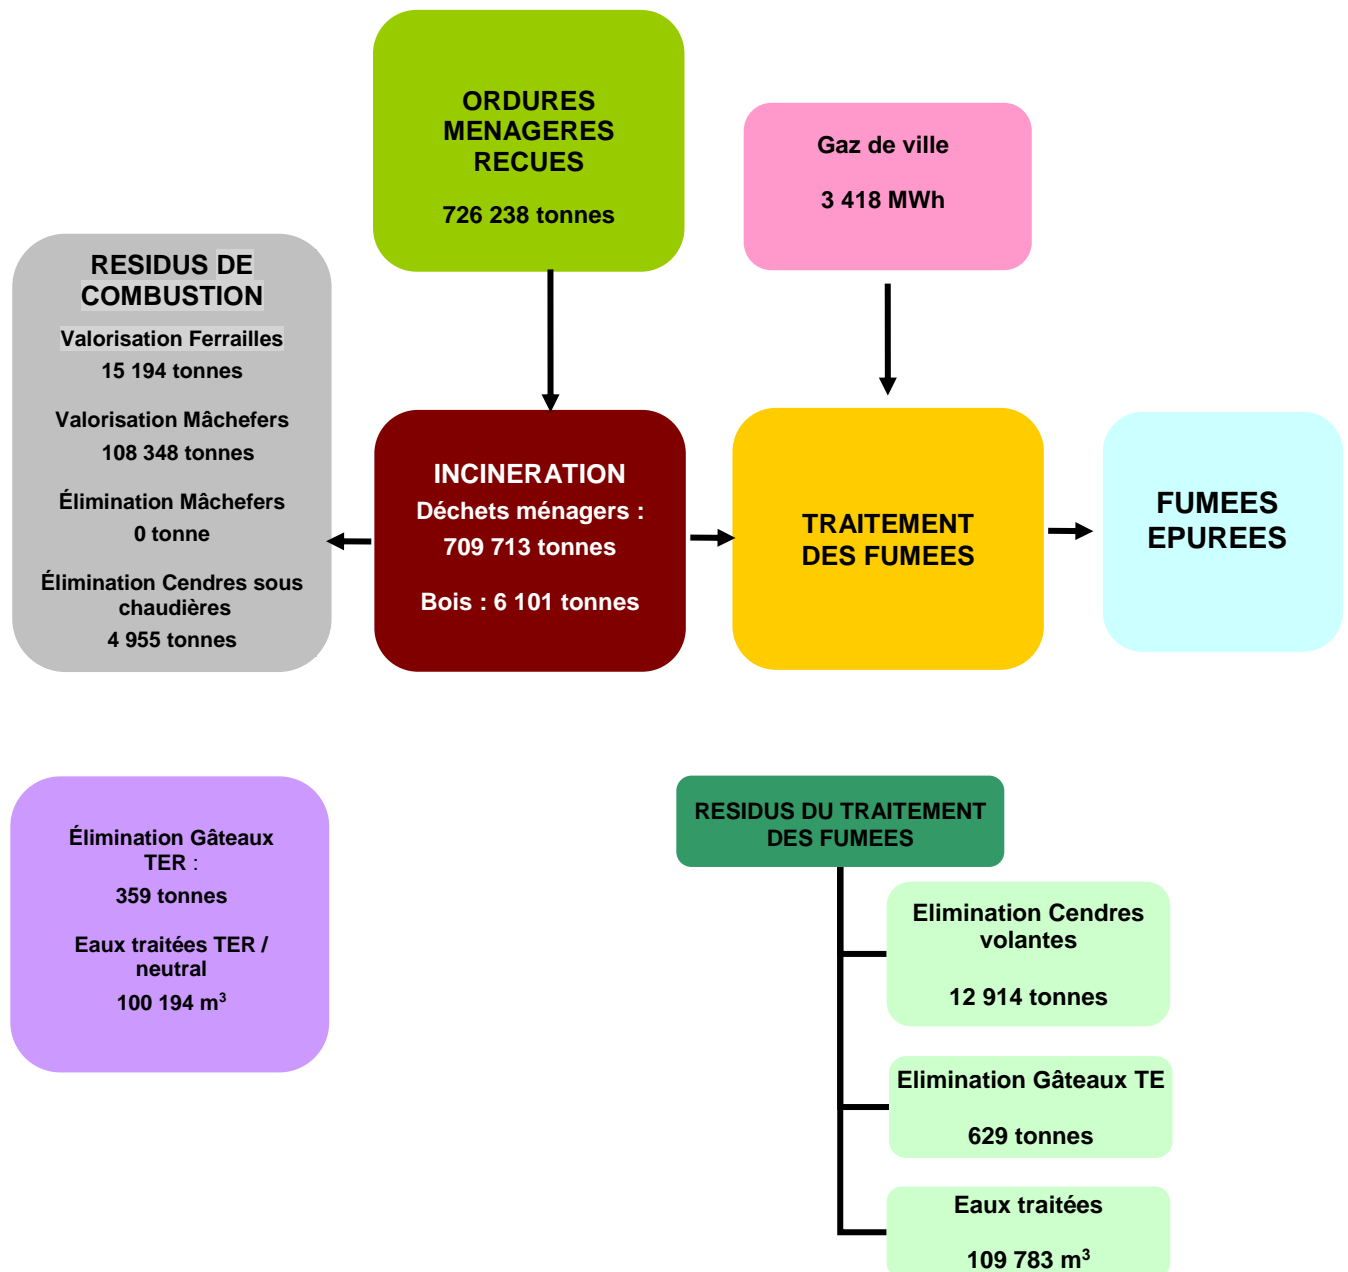 ORDURES
MENAGERES
RECUES
726 238 tonnes
Gaz de ville
3 418 MWh
RESIDUS DE
COMBUSTION
Valorisation Ferrailles
15 194 tonnes
Valorisation Mâchefers
108 348 tonnes
Élimination Mâchefers
0 tonne
Élimination Cendres sous
chaudières
4 955 tonnes
INCINERATION
Déchets ménagers :
709 713 tonnes
Bois : 6 101 tonnes
TRAITEMENT
DES FUMEES
FUMEES
EPUREES
Élimination Gâteaux
TER :
359 tonnes
Eaux traitées TER /
neutral
100 194 m³
RESIDUS DU TRAITEMENT
DES FUMEES
Elimination Cendres
volantes
12 914 tonnes
Elimination Gâteaux TE
629 tonnes
Eaux traitées
109 783 m³